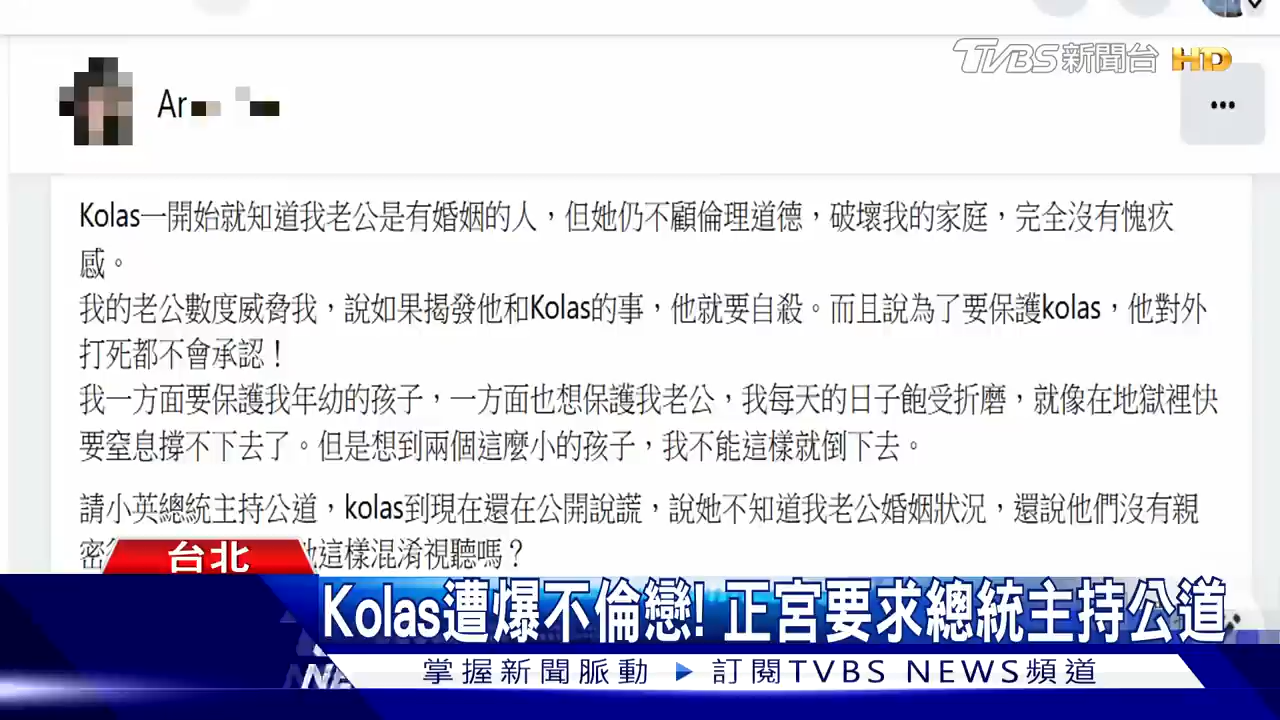 TVBS新聞台 HD
Ar
Kolas一開始就知道我老公是有婚姻的人，但她仍不顧倫理道德，破壞我的家庭，完全沒有愧疚
感。
我的老公數度威脅我，說如果揭發他和Kolas的事，他就要自殺。而且說為了要保護kolas，他對外
打死都不會承認！
我一方面要保護我年幼的孩子，一方面也想保護我老公，我每天的日子飽受折磨，就像在地獄裡快
要窒息撐不下去了。但是想到兩個這麼小的孩子，我不能這樣就倒下去。
請小英總統主持公道，kolas到現在還在公開說謊，說她不知道我老公婚姻狀況，還說他們沒有親
密 這樣混淆視聽嗎？
台北
Kolas遭爆不倫戀! 正宮要求總統主持公道
掌握新聞脈動 ▶ 訂閱TVBS NEWS頻道